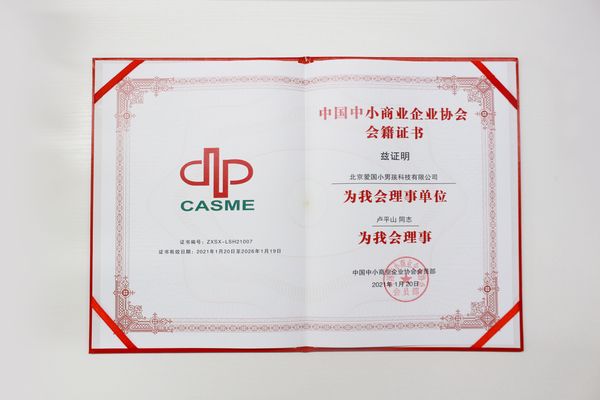 CASME
证书编号：ZXSX-LSH21007
证书有效日期：2021年1月20日至2026年1月19日
中国中小商业企业协会
会籍证书
兹证明
北京爱国小男孩科技有限公司
为我会理事单位
卢平山 同志
为我会理事
中国中小商业企业协会会员部
2021年1月20日
会员部